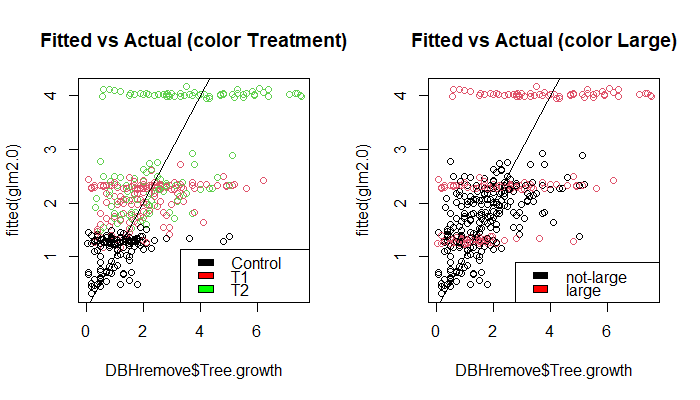 Fitted vs Actual (color Treatment)
fitted(glm2.0)
4
3
2
1
Control
T1
T2
0
2
4
6
DBHremove$Tree.growth
Fitted vs Actual (color Large)
fitted(glm2.0)
4
3
2
1
not-large
large
0
2
4
6
DBHremove$Tree.growth